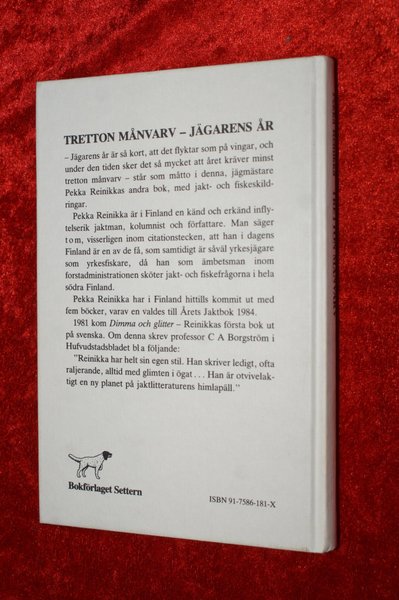 TRETTON MÅNVARV – JÄGARENS ÅR
– Jägarens år är så kort, att det flyktar som på vingar, och
under den tiden sker det så mycket att året kräver minst
tretton månvarv – står som måtto i denna, jägmästare
Pekka Reinikkas andra bok, med jakt- och fiskeskild-
ringar.
Pekka Reinikka är i Finland en känd och erkänd infly-
telserik jaktman, kolumnist och författare. Man säger
t o m, visserligen inom citationstecken, att han i dagens
Finland är en av de få, som samtidigt är såväl yrkesjägare
som yrkesfiskare, då han som ämbetsman inom
forstadministrationen sköter jakt- och fiskefrågorna i hela
södra Finland.
Pekka Reinikka har i Finland hittills kommit ut med
fem böcker, varav en valdes till Årets Jaktbok 1984.
1981 kom Dimma och glitter – Reinikkas första bok ut
på svenska. Om denna skrev professor C A Borgström i
Hufvudstadsbladet bl a följande:
"Reinikka har helt sin egen stil. Han skriver ledigt, ofta
raljerande, alltid med glimten i ögat . . . Han är otvivelak-
tigt en ny planet på jaktlitteraturens himlapäll."
Bokförlaget Settern
ISBN 91-7586-181-X